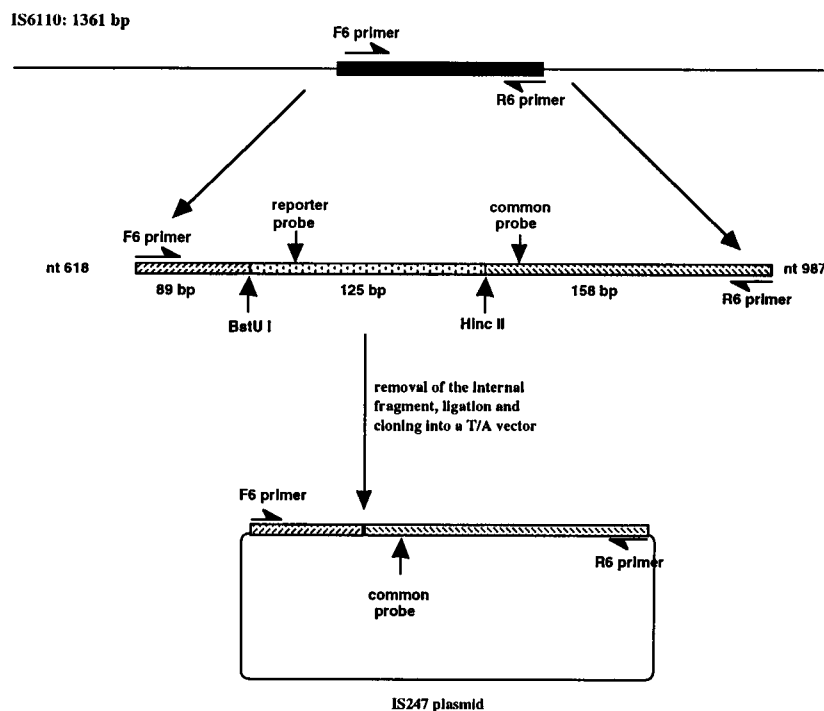 IS6110: 1361 bp
F6 primer
R6 primer
reporter
probe
common
probe
F6 primer
nt 618
nt 987
89 bp
125 bp
158 bp
R6 primer
BstU I
Hinc II
removal of the internal
fragment, ligation and
cloning into a T/A vector
F6 primer
R6 primer
common
probe
IS247 plasmid